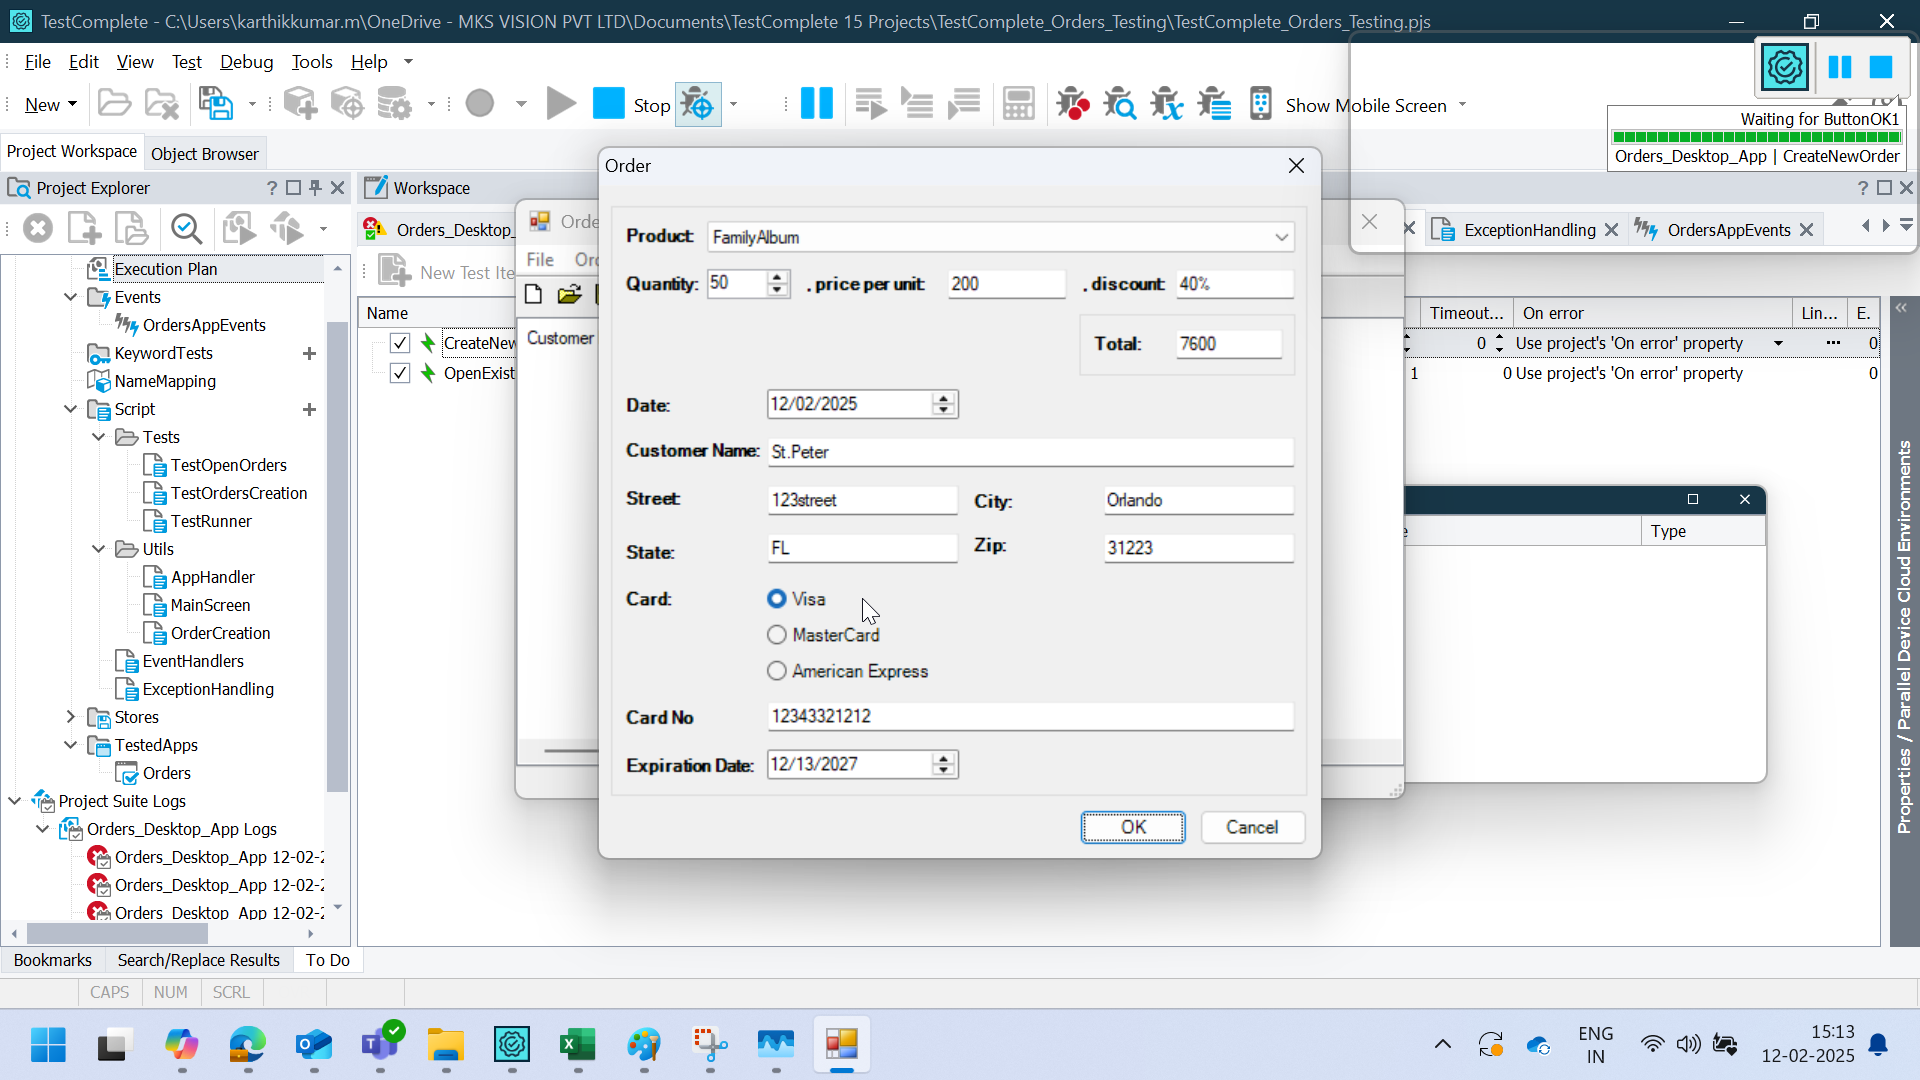 TestComplete - C:\Users\karthikkumar.m\OneDrive - MKS VISION PVT LTD\Documents\TestComplete 15 Projects\TestComplete_Orders_Testing\TestComplete_Orders_Testing.pjs
File Edit View Test Debug Tools Help
New Stop Show Mobile Screen
Waiting for ButtonOK1
Orders_Desktop_App | CreateNewOrder
Project Workspace Object Browser
Project Explorer
Workspace
Orders_Desktop_
ExceptionHandling
OrdersAppEvents
New Test Ite
Name
Timeout... On error Lin... E.
CreateNew
0 Use project's 'On error' property ... 0
OpenExist
1 0 Use project's 'On error' property 0
Execution Plan
Events
OrdersAppEvents
KeywordTests
NameMapping
Script
Tests
TestOpenOrders
TestOrdersCreation
TestRunner
Utils
AppHandler
MainScreen
OrderCreation
EventHandlers
ExceptionHandling
Stores
TestedApps
Orders
Project Suite Logs
Orders_Desktop_App Logs
Orders_Desktop_App 12-02-2
Orders_Desktop_App 12-02-2
Orders_Desktop_App 12-02-2
Orde
File Or
Customer
Order
Product: FamilyAlbum
Quantity: 50 . price per unit: 200 . discount: 40%
Total: 7600
Date: 12/02/2025
Customer Name: St.Peter
Street: 123street City: Orlando
State: FL Zip: 31223
Card: Visa
MasterCard
American Express
Card No 12343321212
Expiration Date: 12/13/2027
OK Cancel
Type
Properties / Parallel Device Cloud Environments
Bookmarks Search/Replace Results To Do
CAPS NUM SCRL
ENG
IN
15:13
12-02-2025